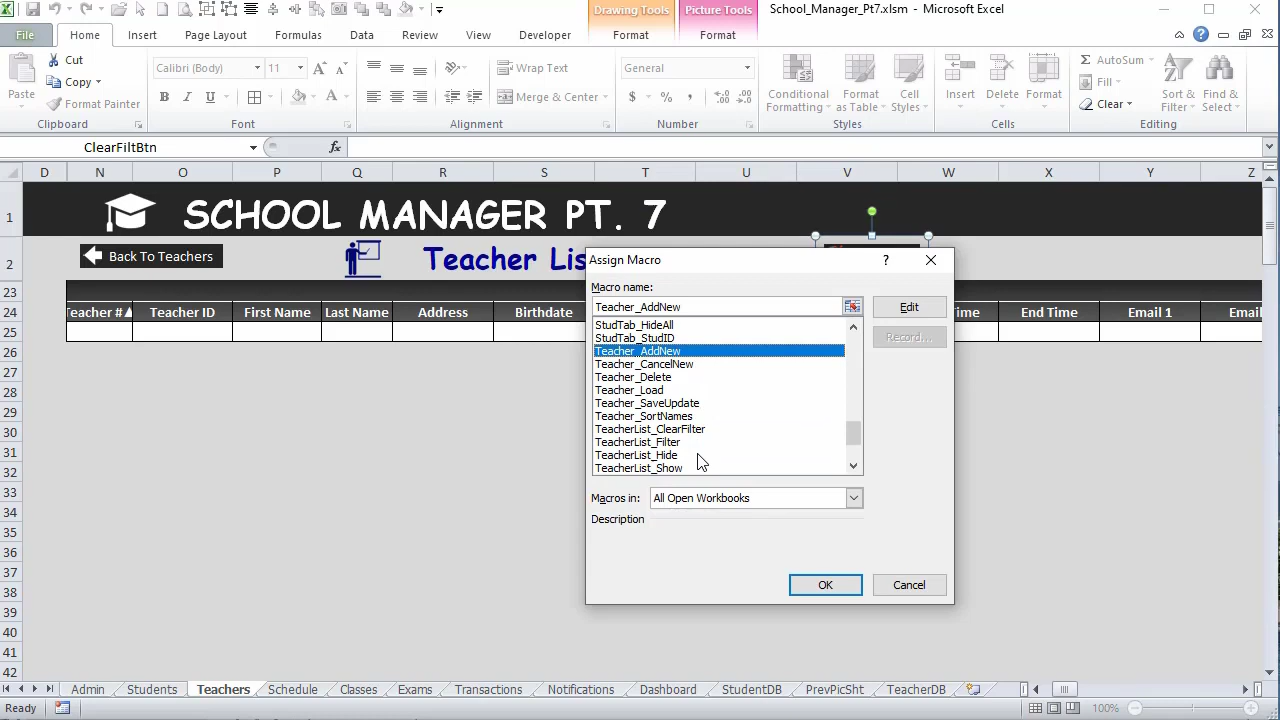 Drawing Tools
Picture Tools
School_Manager_Pt7.xlsm - Microsoft Excel
File
Home
Insert
Page Layout
Formulas
Data
Review
View
Developer
Format
Format
Paste
Cut
Copy
Format Painter
Clipboard
Calibri (Body)
11
B I U
A
Font
Wrap Text
Merge & Center
Alignment
General
$ % ,
Number
Conditional Formatting
Format as Table
Cell Styles
Styles
Insert
Delete
Format
Cells
AutoSum
Fill
Clear
Sort & Filter
Find & Select
Editing
ClearFiltBtn
fx
D N O P Q R S T U V W X Y Z
1
SCHOOL MANAGER PT. 7
2
Back To Teachers
Teacher Lis
23
24
Teacher #
Teacher ID
First Name
Last Name
Address
Birthdate
ime
End Time
Email 1
Email
25
26
27
28
29
30
31
32
33
34
35
36
37
38
39
40
41
42
Assign Macro
?
Macro name:
Teacher_AddNew
Edit
Record...
StudTab_HideAll
StudTab_StudID
Teacher_AddNew
Teacher_CancelNew
Teacher_Delete
Teacher_Load
Teacher_SaveUpdate
Teacher_SortNames
TeacherList_ClearFilter
TeacherList_Filter
TeacherList_Hide
TeacherList_Show
Macros in:
All Open Workbooks
Description
OK
Cancel
Admin
Students
Teachers
Schedule
Classes
Exams
Transactions
Notifications
Dashboard
StudentDB
PrevPicSht
TeacherDB
Ready
100%